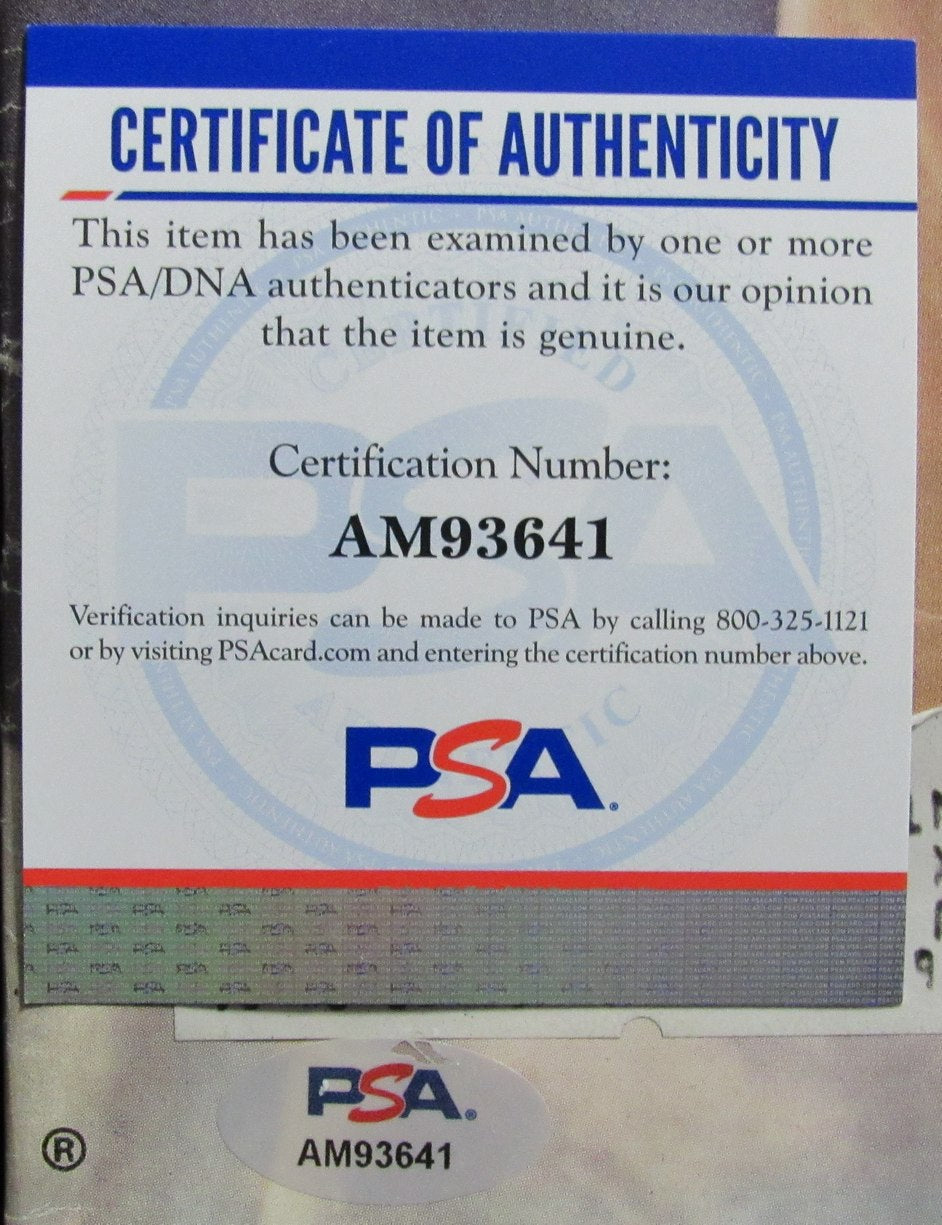 CERTIFICATE OF AUTHENTICITY
This item has been examined by one or more
PSA/DNA authenticators and it is our opinion
that the item is genuine.
CERTIFIED
Certification Number:
AM93641
Verification inquiries can be made to PSA by calling 800-325-1121
or by visiting PSAcard.com and entering the certification number above.
PSA®
PSA®
AM93641
®